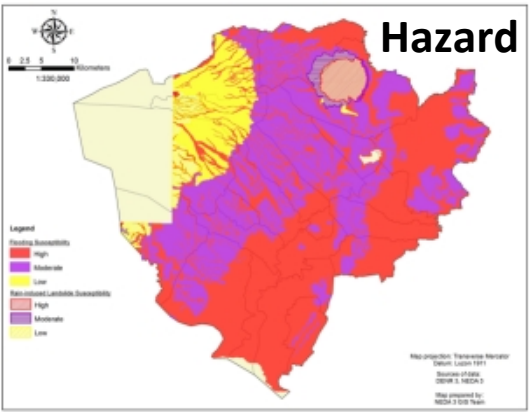 Hazard
N
W
E
S
0 2.5 5 10
Kilometers
1:330,000
Legend
Flooding Susceptibility
High
Moderate
Low
Rain-induced Landslide Susceptibility
High
Moderate
Low
Map projection: Transverse Mercator
Datum: Luzon 1911
Sources of data:
DENR 3, NEDA 3
Map prepared by:
NEDA 3 GIS Team